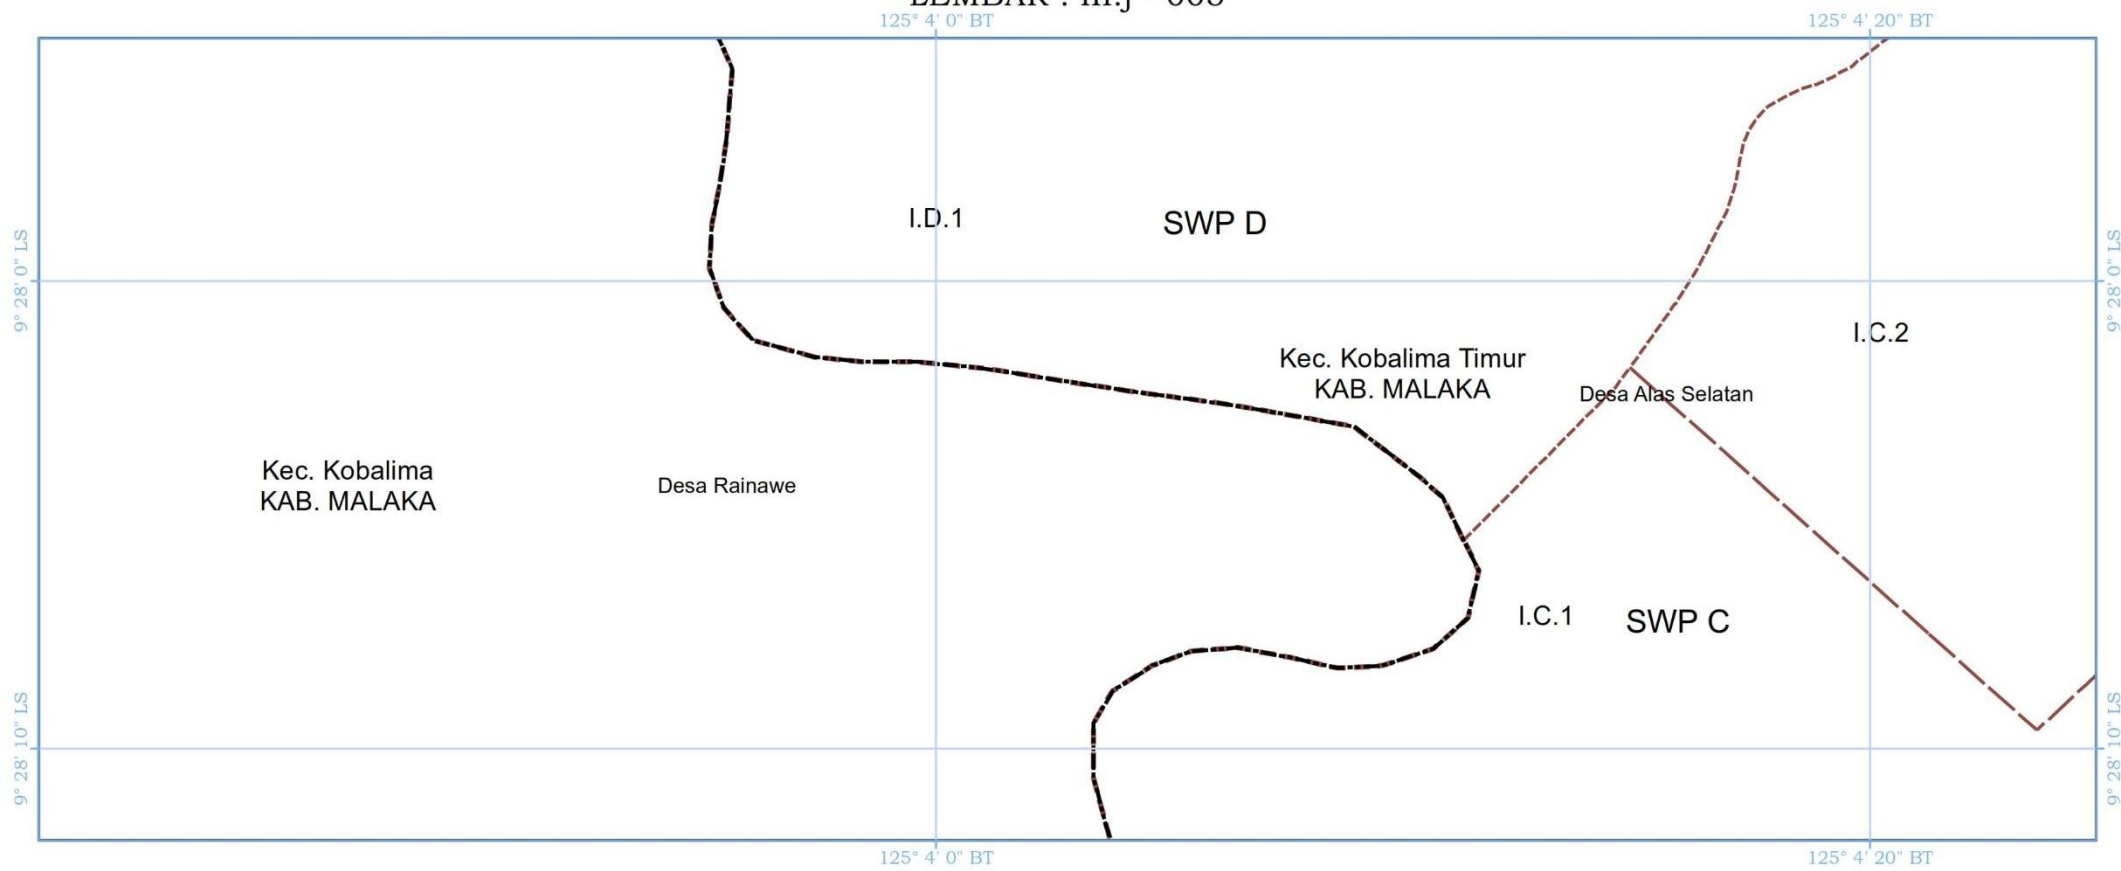 125° 4' 0" BT
125° 4' 20" BT
I.D.1
SWP D
9° 28' 0" LS
9° 28' 0" LS
I.C.2
Kec. Kobalima Timur
KAB. MALAKA
Desa Alas Selatan
Kec. Kobalima
KAB. MALAKA
Desa Rainawe
I.C.1
SWP C
9° 28' 10" LS
9° 28' 10" LS
125° 4' 0" BT
125° 4' 20" BT